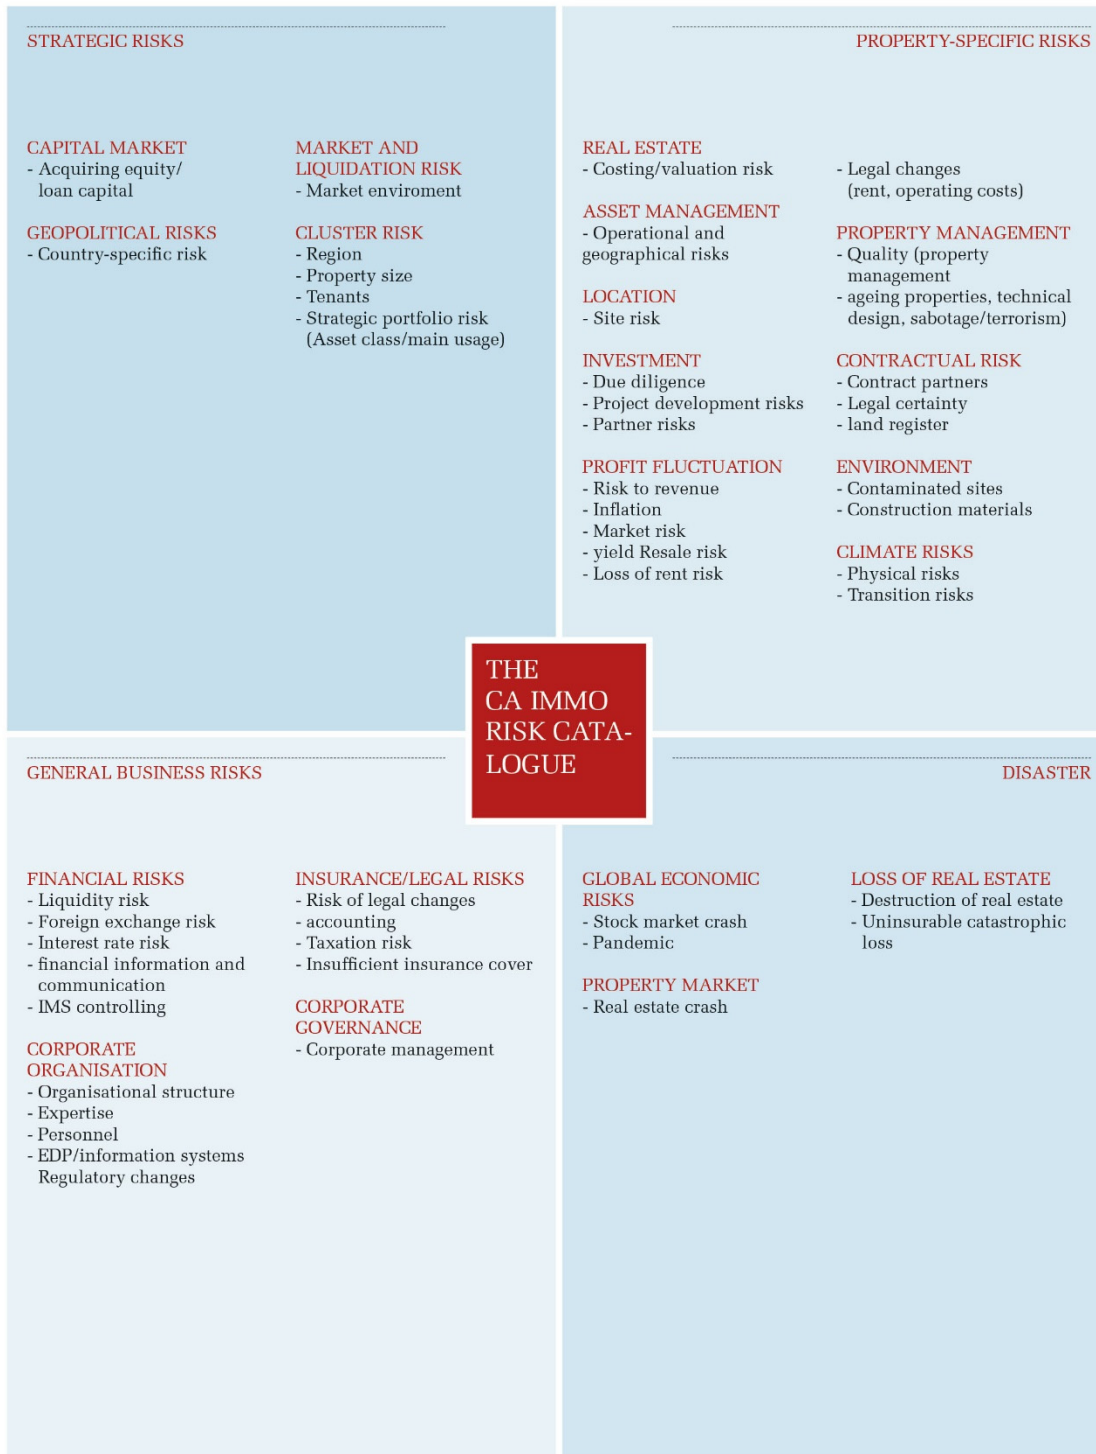 STRATEGIC RISKS
CAPITAL MARKET
- Acquiring equity/
loan capital
GEOPOLITICAL RISKS
- Country-specific risk
MARKET AND
LIQUIDATION RISK
- Market enviroment
CLUSTER RISK
- Region
- Property size
- Tenants
- Strategic portfolio risk
(Asset class/main usage)
PROPERTY-SPECIFIC RISKS
REAL ESTATE
- Costing/valuation risk
ASSET MANAGEMENT
- Operational and
geographical risks
LOCATION
- Site risk
INVESTMENT
- Due diligence
- Project development risks
- Partner risks
PROFIT FLUCTUATION
- Risk to revenue
- Inflation
- Market risk
- yield Resale risk
- Loss of rent risk
- Legal changes
(rent, operating costs)
PROPERTY MANAGEMENT
- Quality (property
management
- ageing properties, technical
design, sabotage/terrorism)
CONTRACTUAL RISK
- Contract partners
- Legal certainty
- land register
ENVIRONMENT
- Contaminated sites
- Construction materials
CLIMATE RISKS
- Physical risks
- Transition risks
THE
CA IMMO
RISK CATA-
LOGUE
GENERAL BUSINESS RISKS
FINANCIAL RISKS
- Liquidity risk
- Foreign exchange risk
- Interest rate risk
- financial information and
communication
- IMS controlling
CORPORATE
ORGANISATION
- Organisational structure
- Expertise
- Personnel
- EDP/information systems
Regulatory changes
INSURANCE/LEGAL RISKS
- Risk of legal changes
- accounting
- Taxation risk
- Insufficient insurance cover
CORPORATE
GOVERNANCE
- Corporate management
DISASTER
GLOBAL ECONOMIC
RISKS
- Stock market crash
- Pandemic
PROPERTY MARKET
- Real estate crash
LOSS OF REAL ESTATE
- Destruction of real estate
- Uninsurable catastrophic
loss